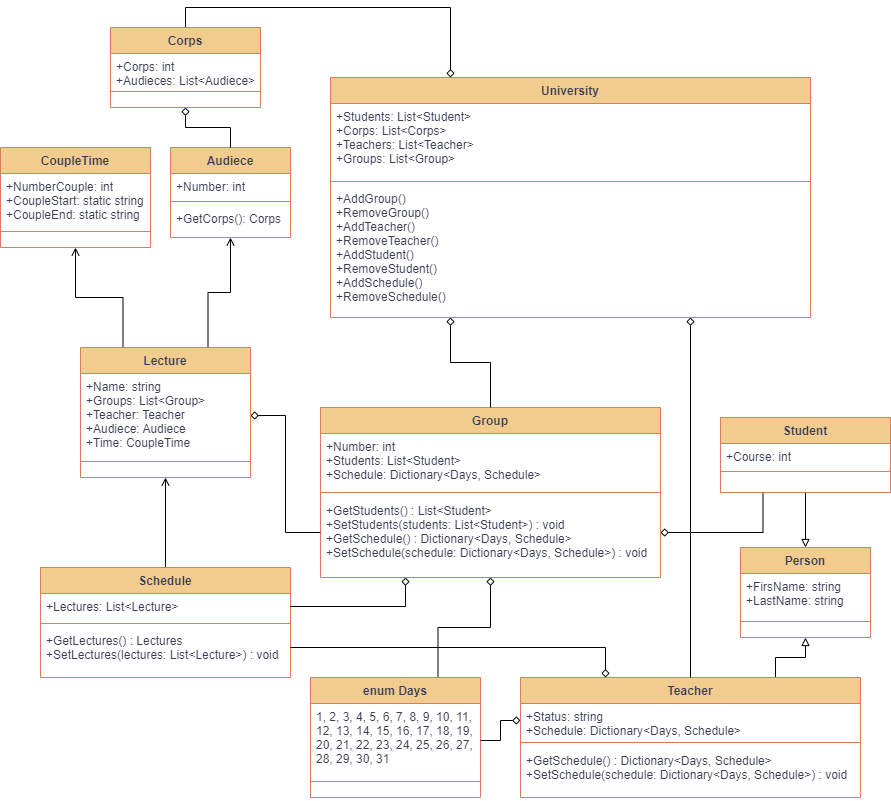 Corps
+Corps: int
+Audieces: List<Audiece>
University
+Students: List<Student>
+Corps: List<Corps>
+Teachers: List<Teacher>
+Groups: List<Group>
+AddGroup()
+RemoveGroup()
+AddTeacher()
+RemoveTeacher()
+AddStudent()
+RemoveStudent()
+AddSchedule()
+RemoveSchedule()
CoupleTime
+NumberCouple: int
+CoupleStart: static string
+CoupleEnd: static string
Audiece
+Number: int
+GetCorps(): Corps
Lecture
+Name: string
+Groups: List<Group>
+Teacher: Teacher
+Audiece: Audiece
+Time: CoupleTime
Group
+Number: int
+Students: List<Student>
+Schedule: Dictionary<Days, Schedule>
+GetStudents() : List<Student>
+SetStudents(students: List<Student>) : void
+GetSchedule() : Dictionary<Days, Schedule>
+SetSchedule(schedule: Dictionary<Days, Schedule>) : void
Student
+Course: int
Person
+FirsName: string
+LastName: string
Schedule
+Lectures: List<Lecture>
+GetLectures() : Lectures
+SetLectures(lectures: List<Lecture>) : void
enum Days
1, 2, 3, 4, 5, 6, 7, 8, 9, 10, 11,
12, 13, 14, 15, 16, 17, 18, 19,
20, 21, 22, 23, 24, 25, 26, 27,
28, 29, 30, 31
Teacher
+Status: string
+Schedule: Dictionary<Days, Schedule>
+GetSchedule() : Dictionary<Days, Schedule>
+SetSchedule(schedule: Dictionary<Days, Schedule>) : void